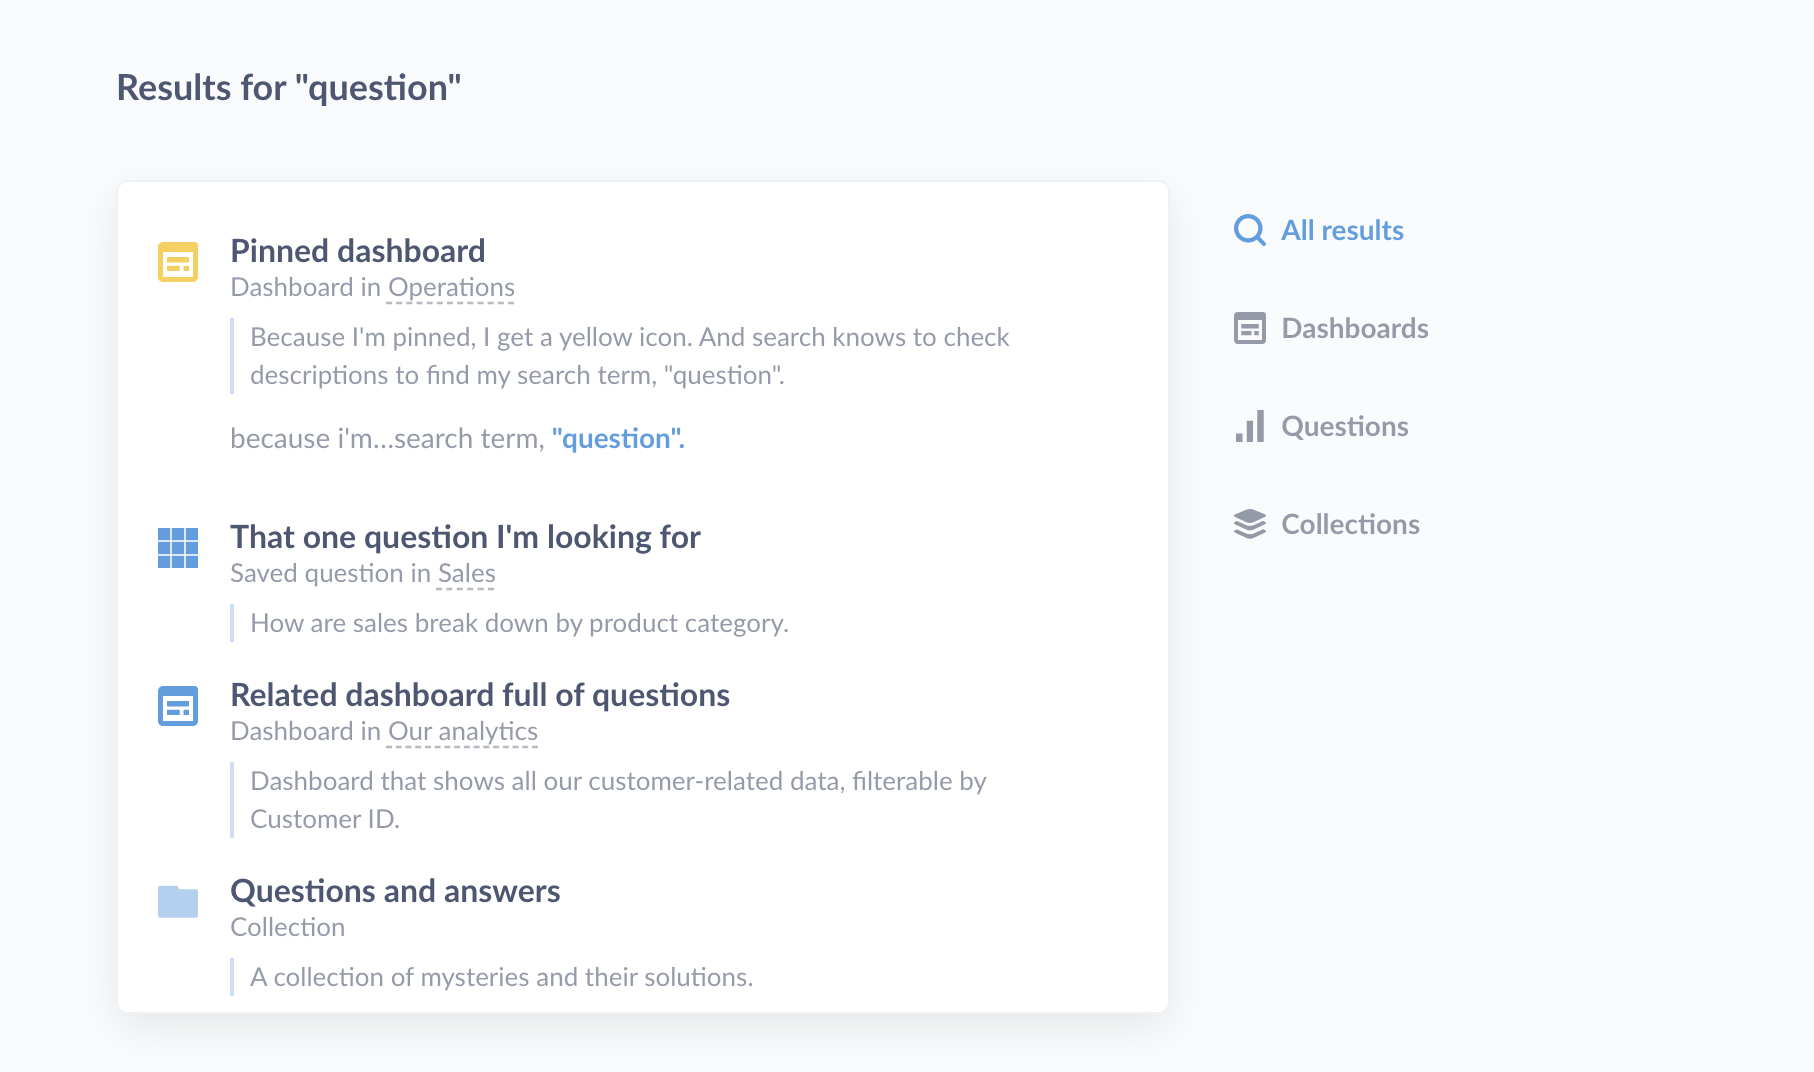 Results for "question"
Pinned dashboard
Dashboard in Operations
Because I'm pinned, I get a yellow icon. And search knows to check
descriptions to find my search term, "question".
because i'm...search term, "question".
That one question I'm looking for
Saved question in Sales
How are sales break down by product category.
Related dashboard full of questions
Dashboard in Our analytics
Dashboard that shows all our customer-related data, filterable by
Customer ID.
Questions and answers
Collection
A collection of mysteries and their solutions.
All results
Dashboards
Questions
Collections